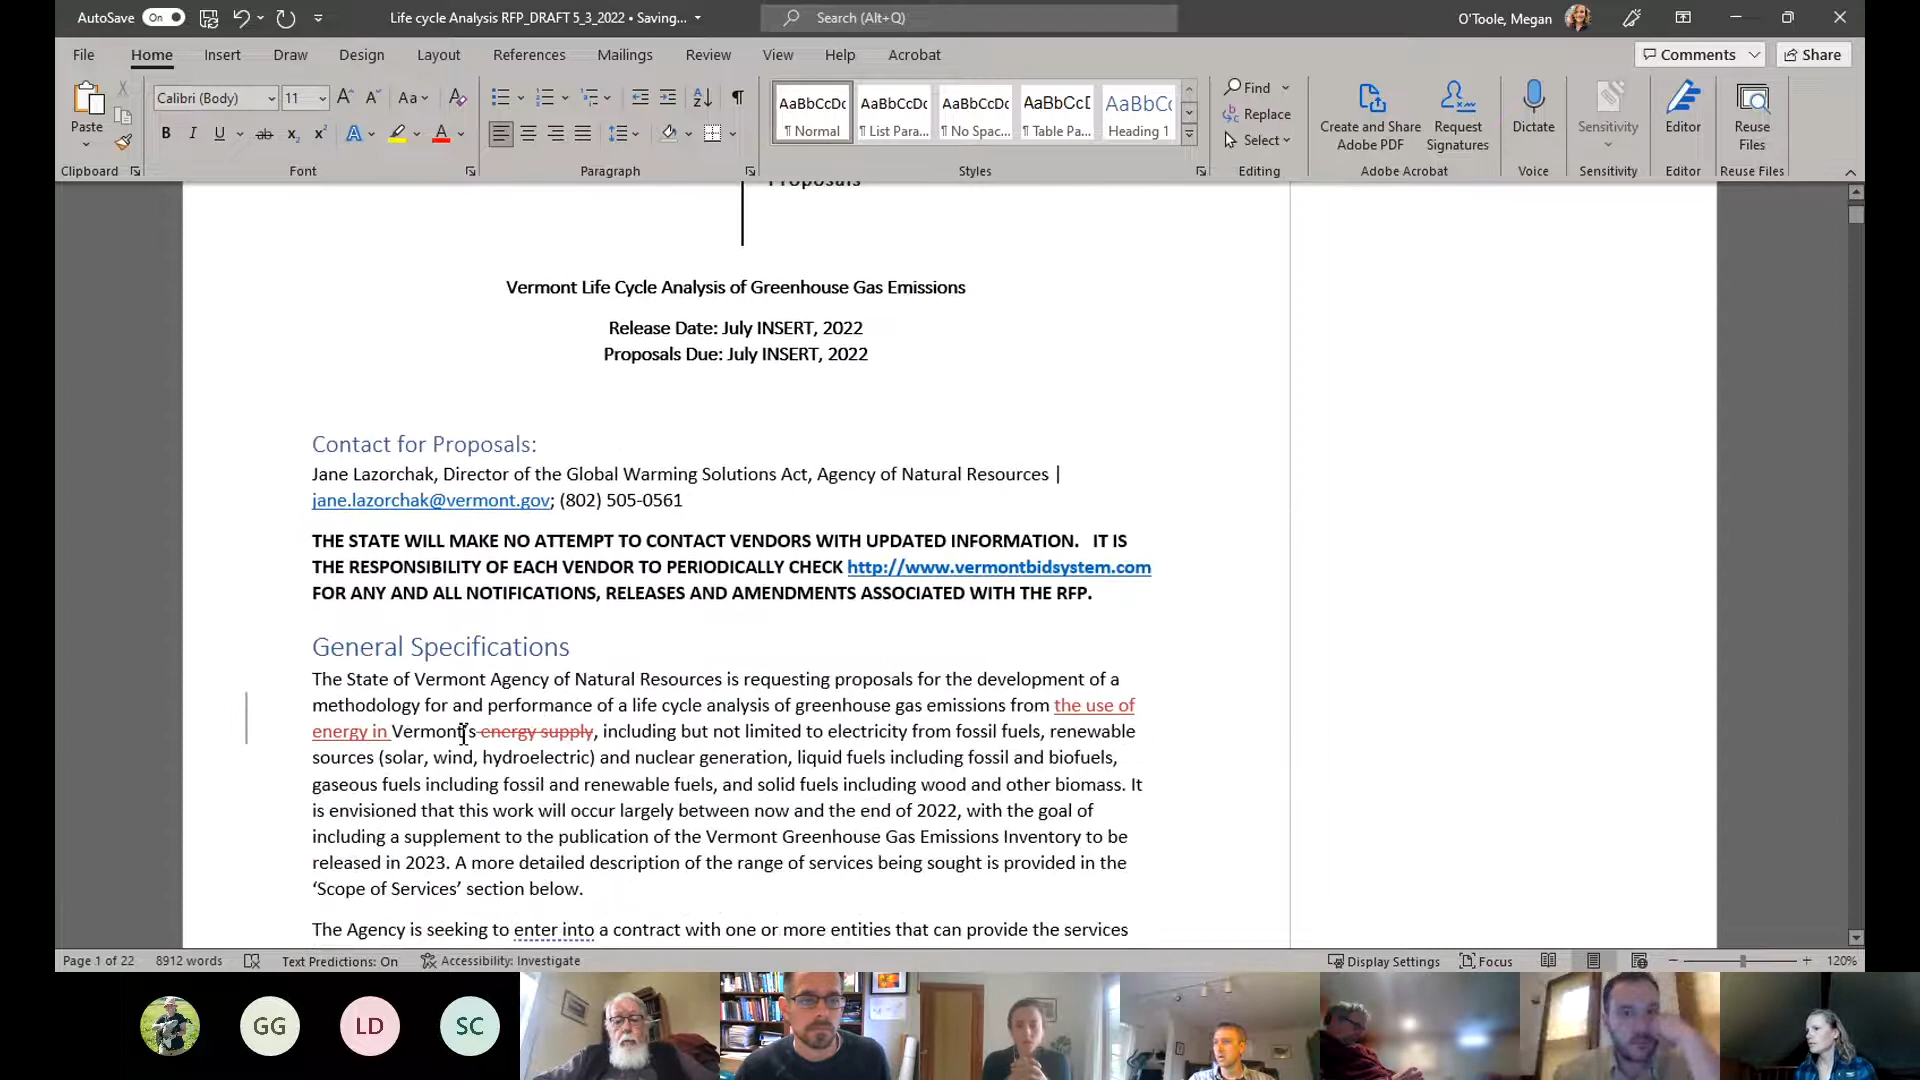 AutoSave On Life cycle Analysis RFP_DRAFT 5_3_2022 • Saving... Search (Alt+Q) O'Toole, Megan
File Home Insert Draw Design Layout References Mailings Review View Help Acrobat Comments Share
Paste Calibri (Body) 11 Aa
B I U ab x₂ x² A A
AaBbCcDc AaBbCcDc AaBbCcDc AaBbCcD AaBbCc
¶ Normal ¶ List Para... ¶ No Spac... ¶ Table Pa... Heading 1
Find
Replace
Select
Create and Share Adobe PDF
Request Signatures
Dictate
Sensitivity
Editor
Reuse Files
Clipboard Font Paragraph Styles Editing Adobe Acrobat Voice Sensitivity Editor Reuse Files
Proposals
Vermont Life Cycle Analysis of Greenhouse Gas Emissions
Release Date: July INSERT, 2022
Proposals Due: July INSERT, 2022
Contact for Proposals:
Jane Lazorchak, Director of the Global Warming Solutions Act, Agency of Natural Resources |
jane.lazorchak@vermont.gov; (802) 505-0561
THE STATE WILL MAKE NO ATTEMPT TO CONTACT VENDORS WITH UPDATED INFORMATION. IT IS
THE RESPONSIBILITY OF EACH VENDOR TO PERIODICALLY CHECK http://www.vermontbidsystem.com
FOR ANY AND ALL NOTIFICATIONS, RELEASES AND AMENDMENTS ASSOCIATED WITH THE RFP.
General Specifications
The State of Vermont Agency of Natural Resources is requesting proposals for the development of a
methodology for and performance of a life cycle analysis of greenhouse gas emissions from the use of
energy in Vermont's energy supply, including but not limited to electricity from fossil fuels, renewable
sources (solar, wind, hydroelectric) and nuclear generation, liquid fuels including fossil and biofuels,
gaseous fuels including fossil and renewable fuels, and solid fuels including wood and other biomass. It
is envisioned that this work will occur largely between now and the end of 2022, with the goal of
including a supplement to the publication of the Vermont Greenhouse Gas Emissions Inventory to be
released in 2023. A more detailed description of the range of services being sought is provided in the
‘Scope of Services’ section below.
The Agency is seeking to enter into a contract with one or more entities that can provide the services
Page 1 of 22 8912 words Text Predictions: On Accessibility: Investigate Display Settings Focus 120%
GG LD SC